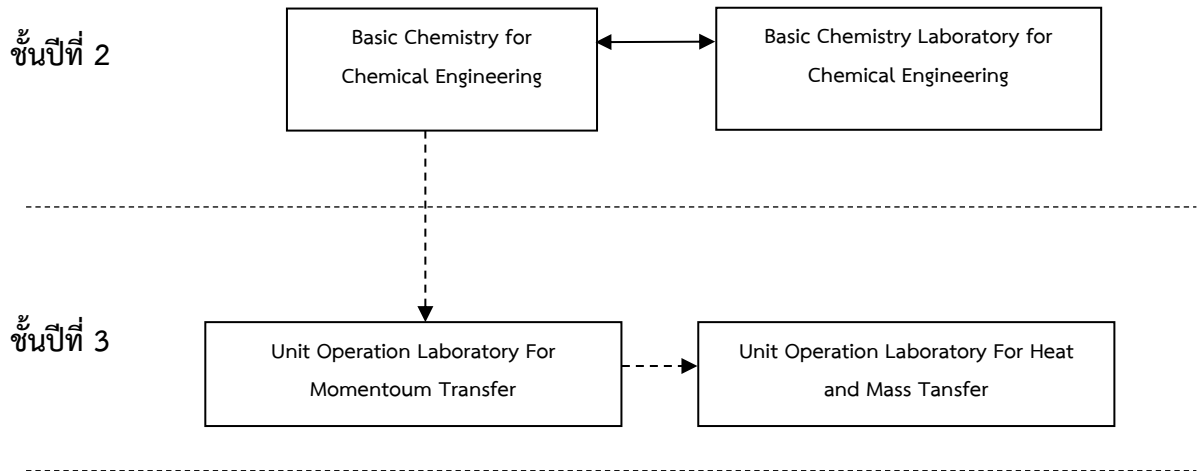 ชั้นปีที่ 2
Basic Chemistry for
Chemical Engineering
Basic Chemistry Laboratory for
Chemical Engineering
ชั้นปีที่ 3
Unit Operation Laboratory For
Momentoum Transfer
Unit Operation Laboratory For Heat
and Mass Tansfer